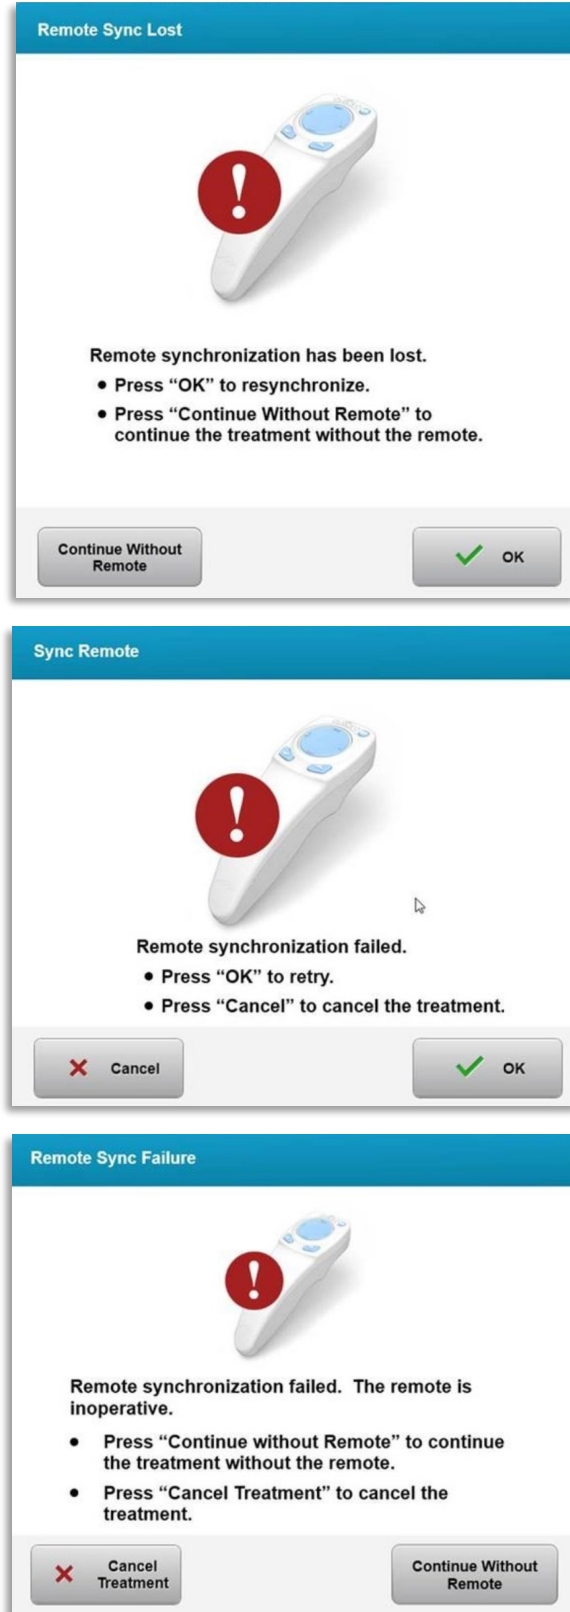 Remote Sync Lost
Remote synchronization has been lost.
• Press “OK” to resynchronize.
• Press “Continue Without Remote” to
continue the treatment without the remote.
Continue Without
Remote
OK
Sync Remote
Remote synchronization failed.
• Press “OK” to retry.
• Press “Cancel” to cancel the treatment.
Cancel
OK
Remote Sync Failure
Remote synchronization failed.  The remote is
inoperative.
• Press “Continue without Remote” to continue
the treatment without the remote.
• Press “Cancel Treatment” to cancel the
treatment.
Cancel
Treatment
Continue Without
Remote